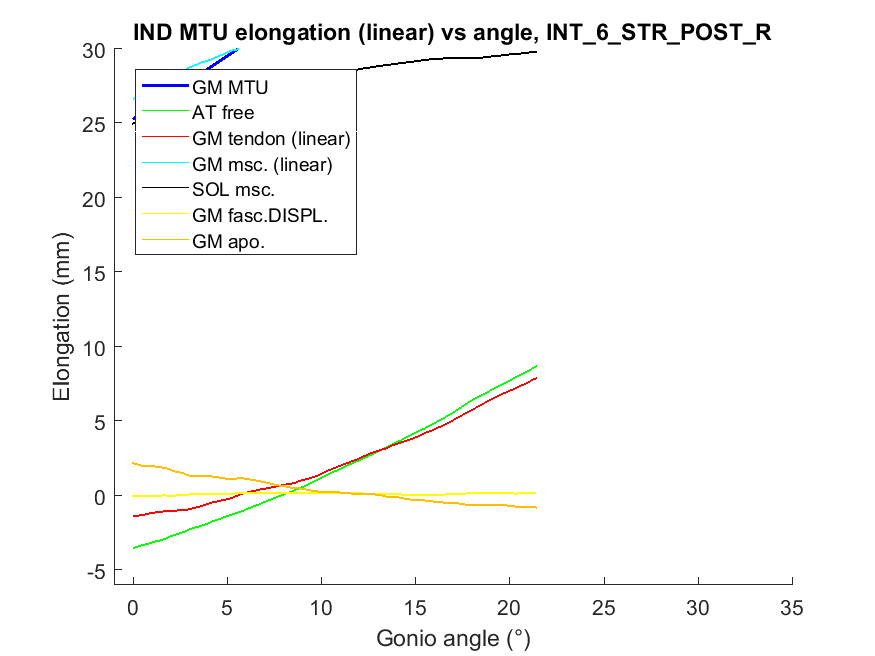 IND MTU elongation (linear) vs angle, INT_6_STR_POST_R
30
25
20
15
10
5
0
-5
Elongation (mm)
GM MTU
AT free
GM tendon (linear)
GM msc. (linear)
SOL msc.
GM fasc.DISPL.
GM apo.
0 5 10 15 20 25 30 35
Gonio angle (°)